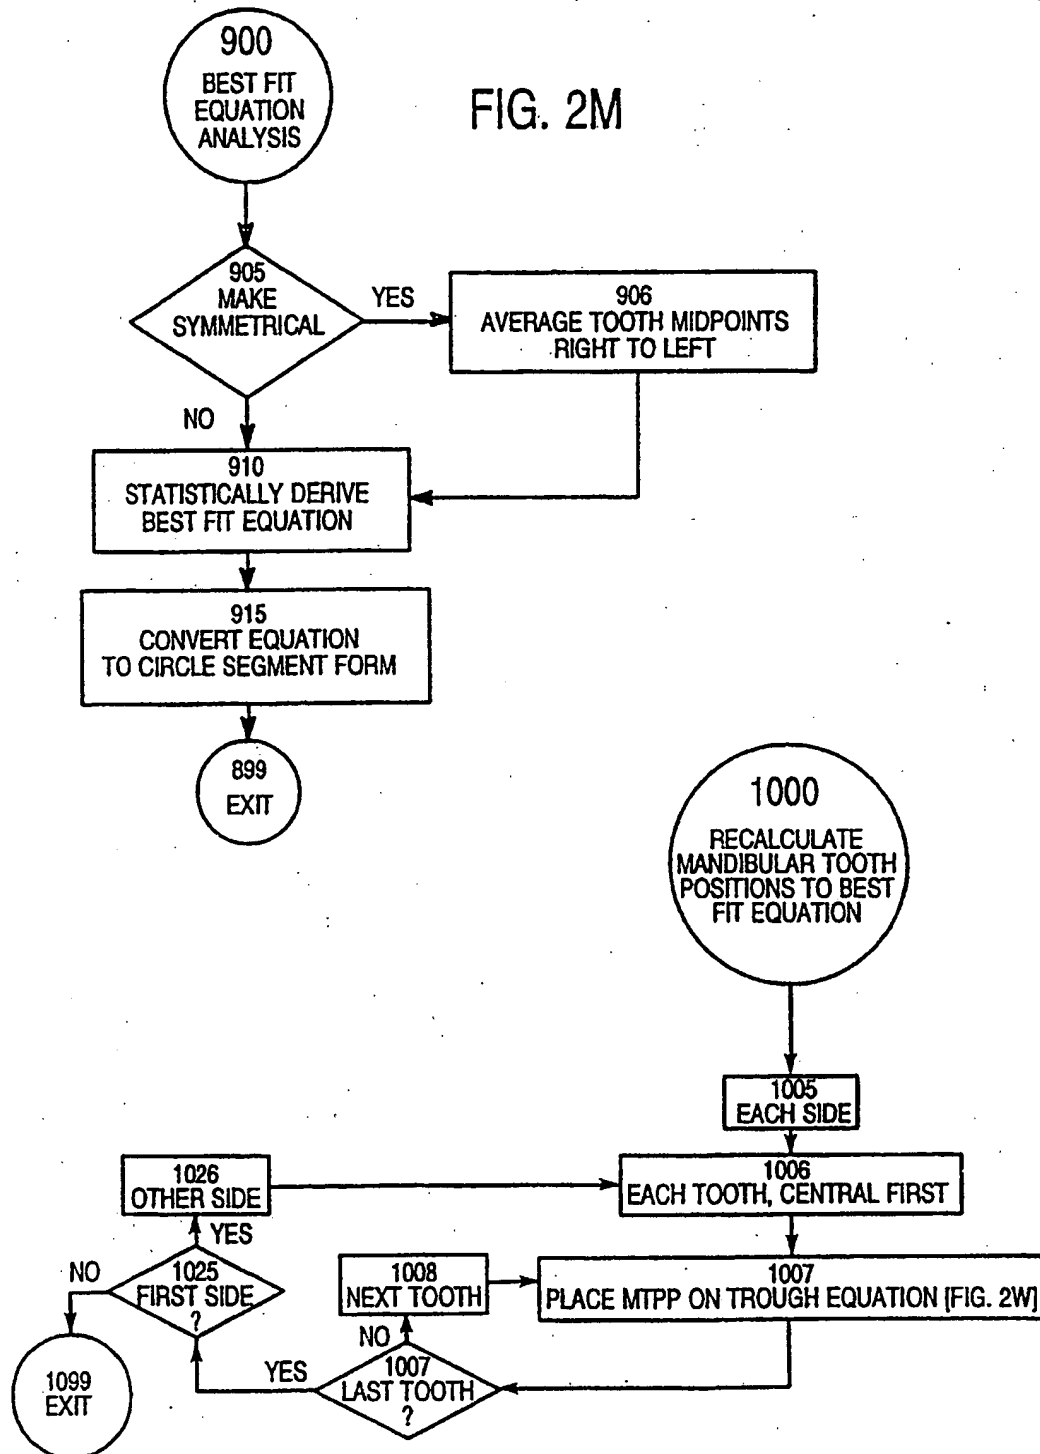 900
BEST FIT
EQUATION
ANALYSIS
FIG. 2M
905
MAKE
SYMMETRICAL
YES
906
AVERAGE TOOTH MIDPOINTS
RIGHT TO LEFT
NO
910
STATISTICALLY DERIVE
BEST FIT EQUATION
915
CONVERT EQUATION
TO CIRCLE SEGMENT FORM
899
EXIT
1000
RECALCULATE
MANDIBULAR TOOTH
POSITIONS TO BEST
FIT EQUATION
1005
EACH SIDE
1006
EACH TOOTH, CENTRAL FIRST
1026
OTHER SIDE
YES
1007
PLACE MTPP ON TROUGH EQUATION [FIG. 2W]
1008
NEXT TOOTH
NO
1025
FIRST SIDE
?
NO
1007
LAST TOOTH
?
YES
1099
EXIT